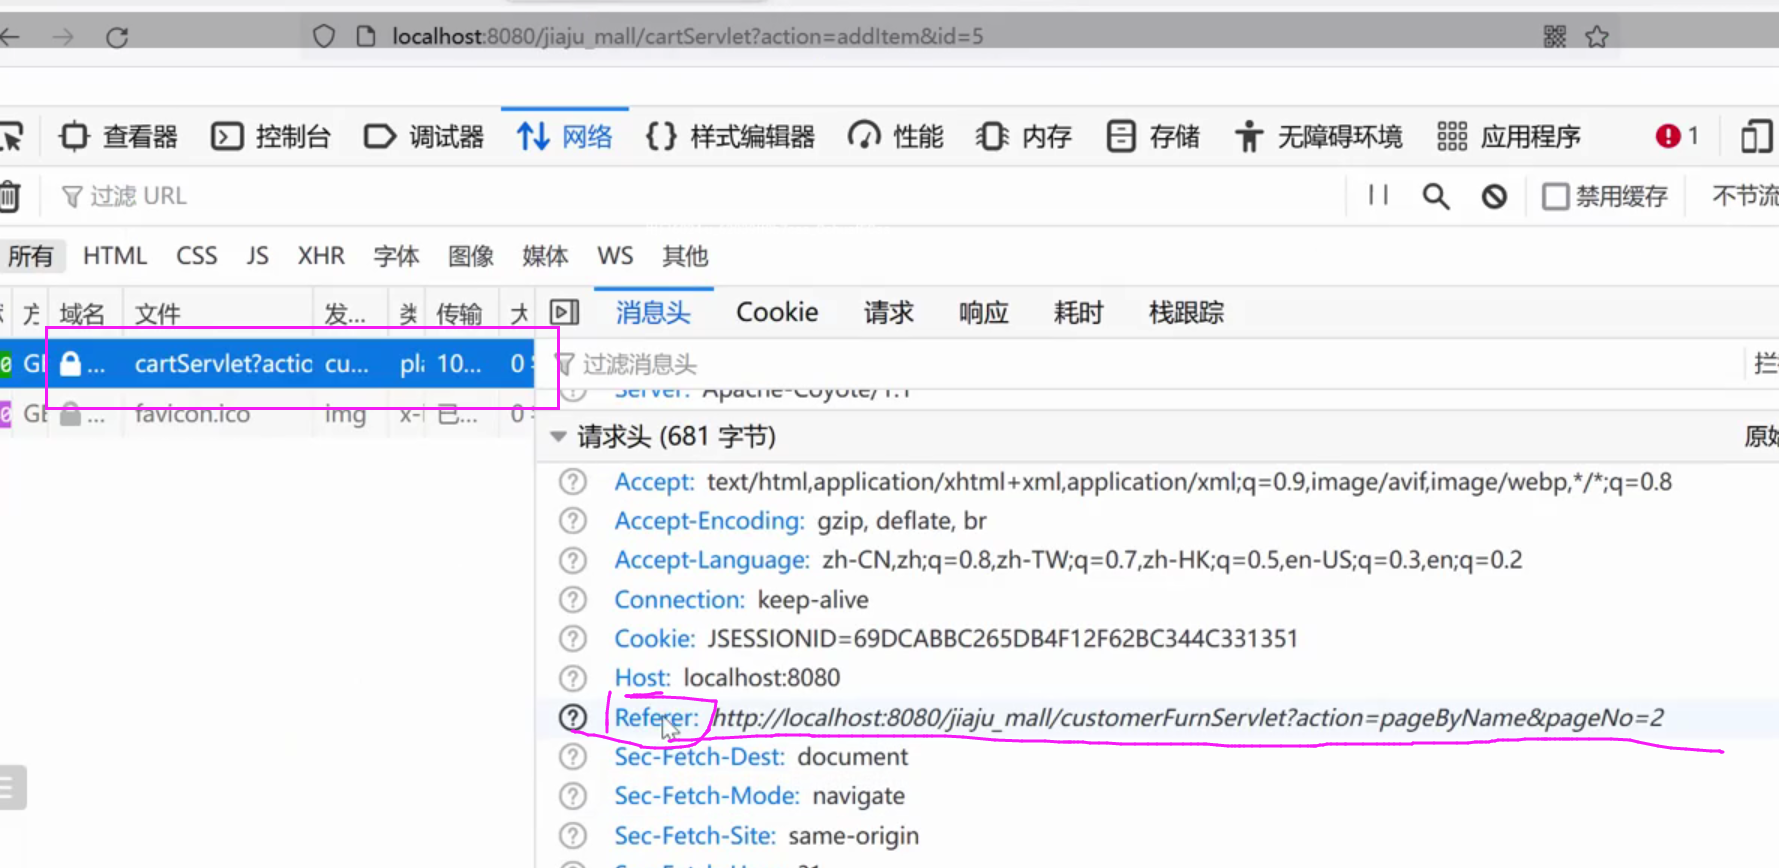 localhost:8080/jiaju_mall/cartServlet?action=addItem&id=5
查看器 控制台 调试器 网络 样式编辑器 性能 内存 存储 无障碍环境 应用程序 1
过滤 URL 禁用缓存 不节流
所有 HTML CSS JS XHR 字体 图像 媒体 WS 其他
域名 文件 发... 类 传输 大 消息头 Cookie 请求 响应 耗时 栈跟踪
cartServlet?actic cu... pl 10... 0 过滤消息头
Server: Apache-Coyote/1.1
GE ... favicon.ico img x-i 已... 0
请求头 (681 字节) 原始
Accept: text/html,application/xhtml+xml,application/xml;q=0.9,image/avif,image/webp,*/*;q=0.8
Accept-Encoding: gzip, deflate, br
Accept-Language: zh-CN,zh;q=0.8,zh-TW;q=0.7,zh-HK;q=0.5,en-US;q=0.3,en;q=0.2
Connection: keep-alive
Cookie: JSESSIONID=69DCABBC265DB4F12F62BC344C331351
Host: localhost:8080
Referer: http://localhost:8080/jiaju_mall/customerFurnServlet?action=pageByName&pageNo=2
Sec-Fetch-Dest: document
Sec-Fetch-Mode: navigate
Sec-Fetch-Site: same-origin